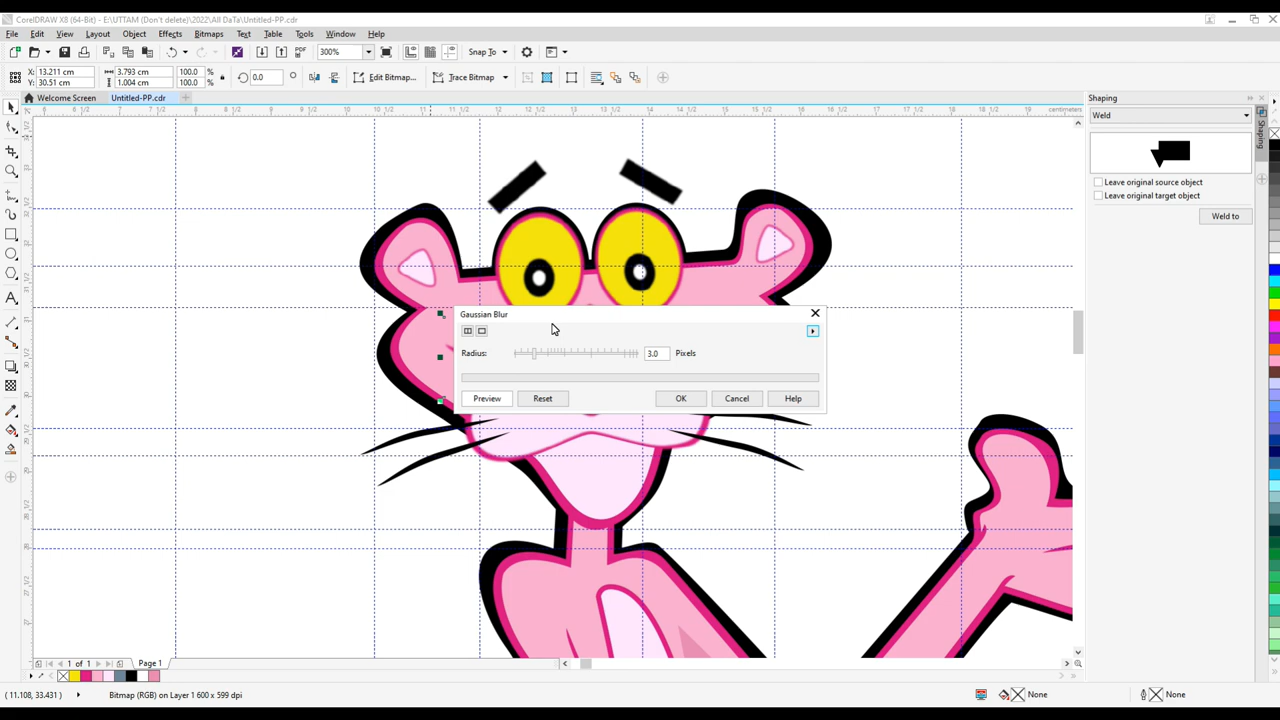 CorelDRAW X8 (64-Bit) - E:\UTTAM (Don't delete)\2022\All DaTa\Untitled-PP.cdr
File Edit View Layout Object Effects Bitmaps Text Table Tools Window Help
300% Snap To
X: 13.211 cm 3.793 cm 100.0 % 0.0 ° Edit Bitmap... Trace Bitmap
Y: 30.51 cm 1.004 cm 100.0 %
Welcome Screen Untitled-PP.cdr
centimeters
Shaping
Weld
Shaping
Leave original source object
Leave original target object
Weld to
Gaussian Blur
Radius: 3.0 Pixels
Preview Reset OK Cancel Help
1 of 1 Page 1
( 11.108, 33.431 ) Bitmap (RGB) on Layer 1 600 x 599 dpi None None